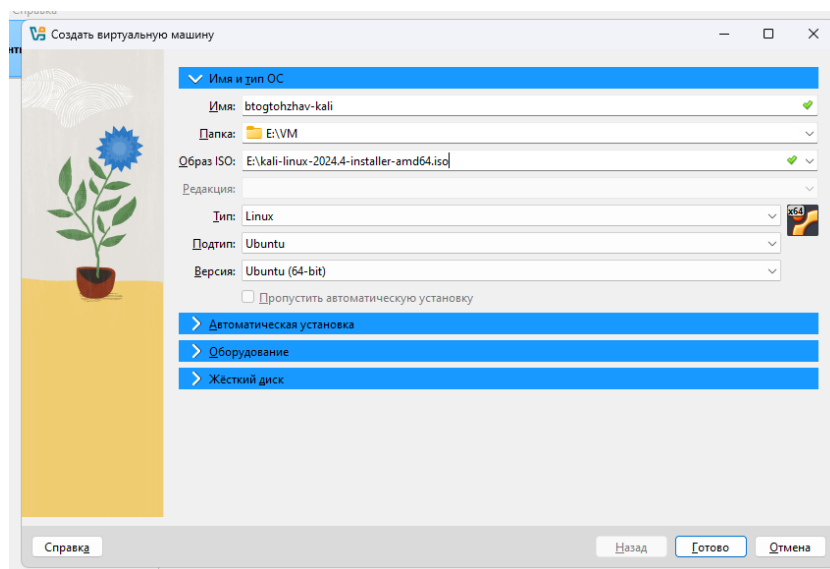 Справка
Создать виртуальную машину
Имя и тип ОС
Имя: btogtohzhav-kali
Папка: E:\VM
Образ ISO: E:\kali-linux-2024.4-installer-amd64.iso
Редакция:
Тип: Linux
x64
Подтип: Ubuntu
Версия: Ubuntu (64-bit)
Пропустить автоматическую установку
Автоматическая установка
Оборудование
Жёсткий диск
Справка Назад Готово Отмена